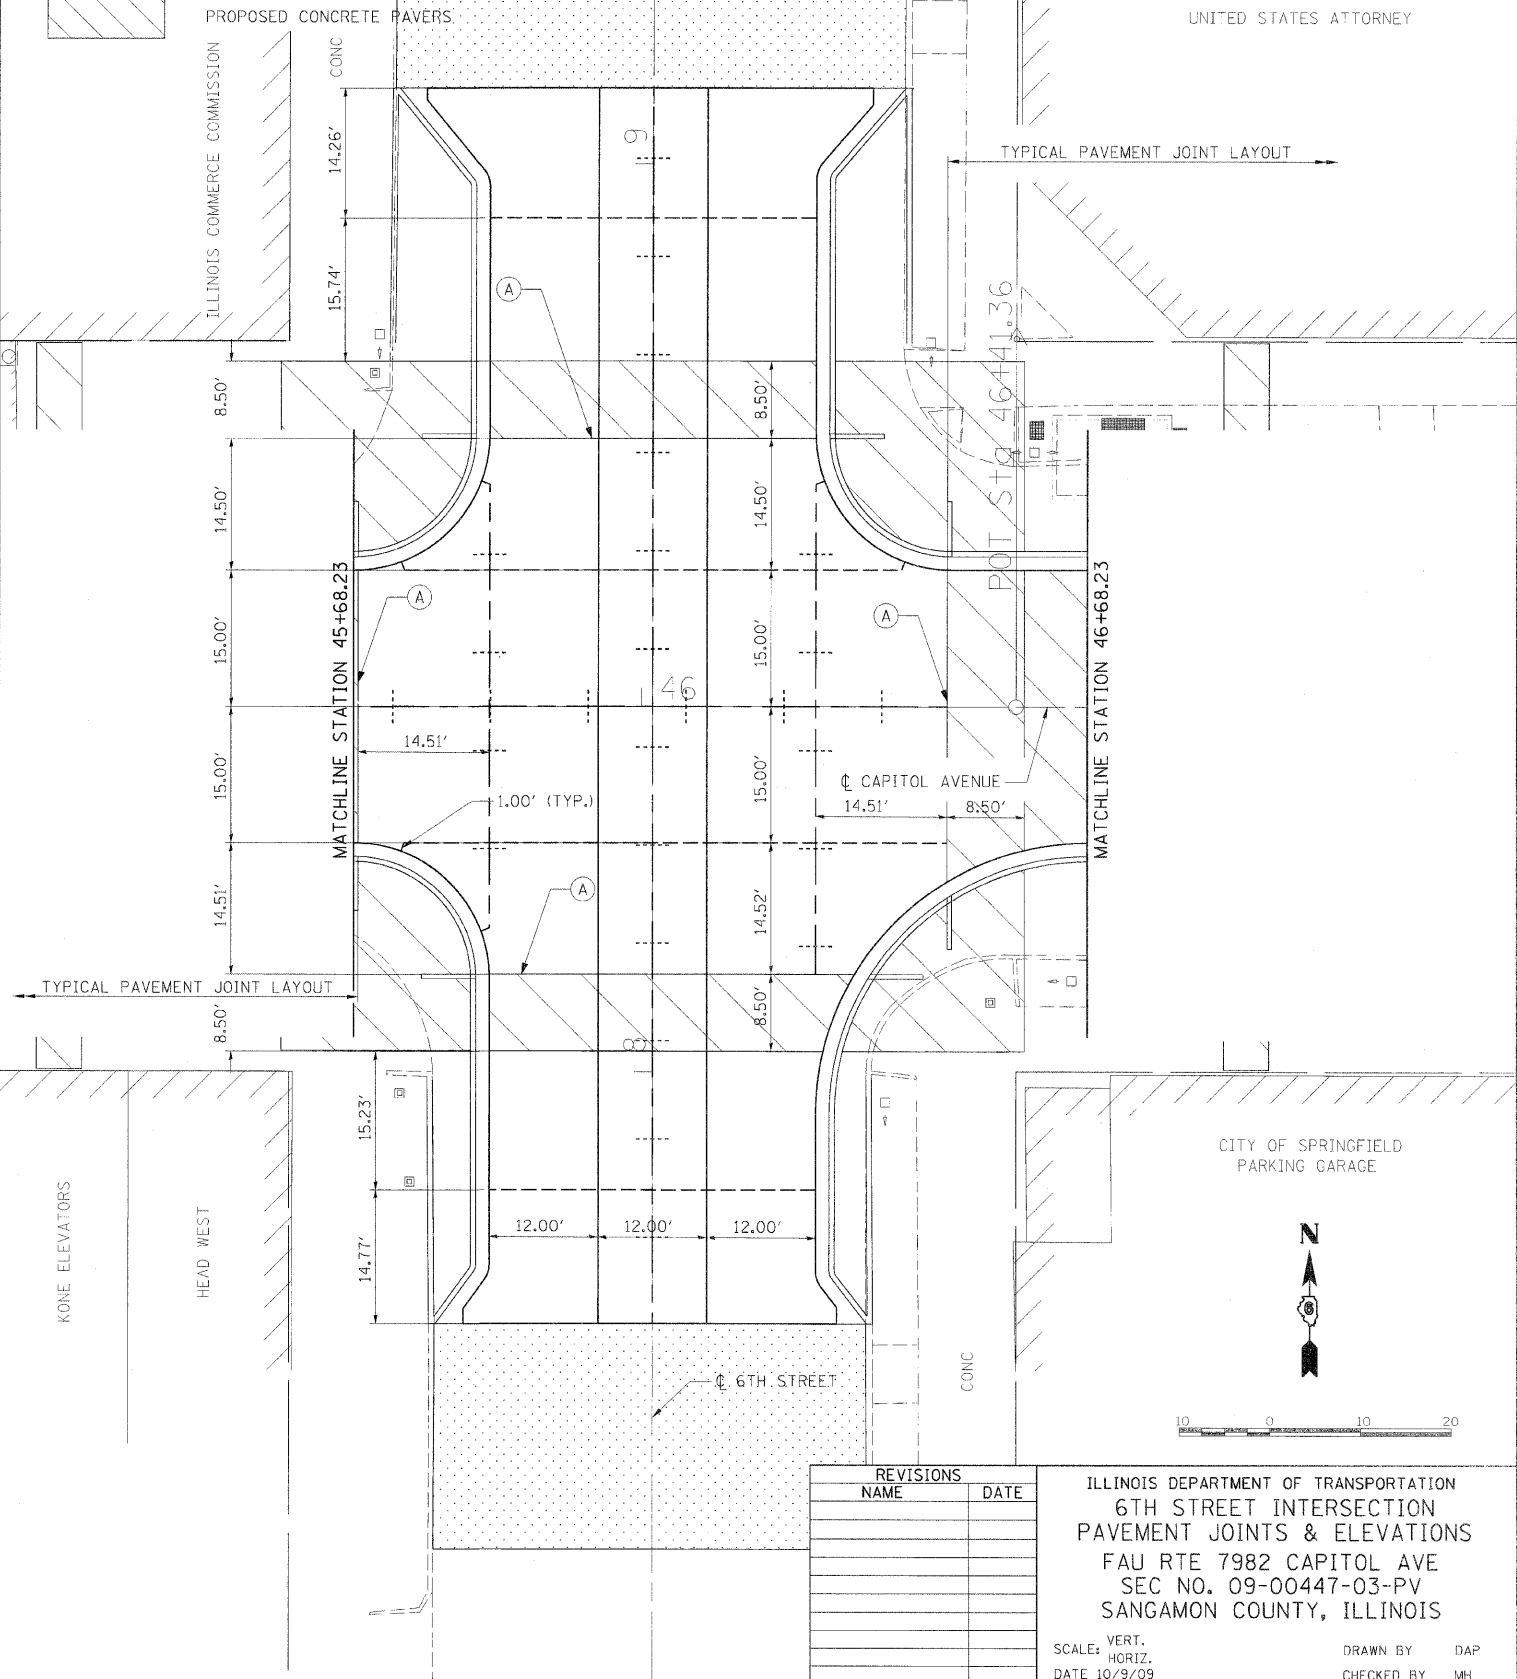 PROPOSED CONCRETE PAVERS
UNITED STATES ATTORNEY
ILLINOIS COMMERCE COMMISSION
CONC
14.26'
9
TYPICAL PAVEMENT JOINT LAYOUT
15.74'
A
POT Sta 46+41.36
8.50'
8.50'
14.50'
14.50'
MATCHLINE STATION 45+68.23
MATCHLINE STATION 46+68.23
A
A
15.00'
15.00'
46
14.51'
15.00'
15.00'
℄ CAPITOL AVENUE
1.00' (TYP.)
14.51'
8.50'
14.51'
14.52'
A
TYPICAL PAVEMENT JOINT LAYOUT
8.50'
8.50'
8
15.23'
KONE ELEVATORS
HEAD WEST
CITY OF SPRINGFIELD
PARKING GARAGE
12.00'
12.00'
12.00'
14.77'
N
6
℄ 6TH STREET
CONC
10 0 10 20
REVISIONS
NAME DATE
ILLINOIS DEPARTMENT OF TRANSPORTATION
6TH STREET INTERSECTION
PAVEMENT JOINTS & ELEVATIONS
FAU RTE 7982 CAPITOL AVE
SEC NO. 09-00447-03-PV
SANGAMON COUNTY, ILLINOIS
SCALE: VERT.
HORIZ.
DATE 10/9/09
DRAWN BY DAP
CHECKED BY MH